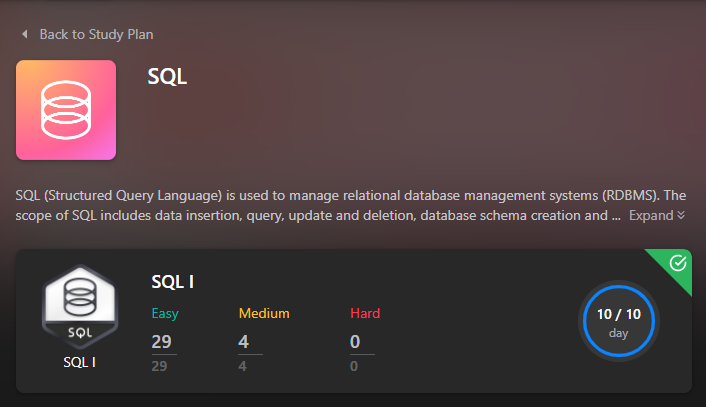 Back to Study Plan
SQL
SQL (Structured Query Language) is used to manage relational database management systems (RDBMS). The
scope of SQL includes data insertion, query, update and deletion, database schema creation and ... Expand
SQL I
Easy Medium Hard
29 4 0
29 4 0
SQL
SQL I
10 / 10
day